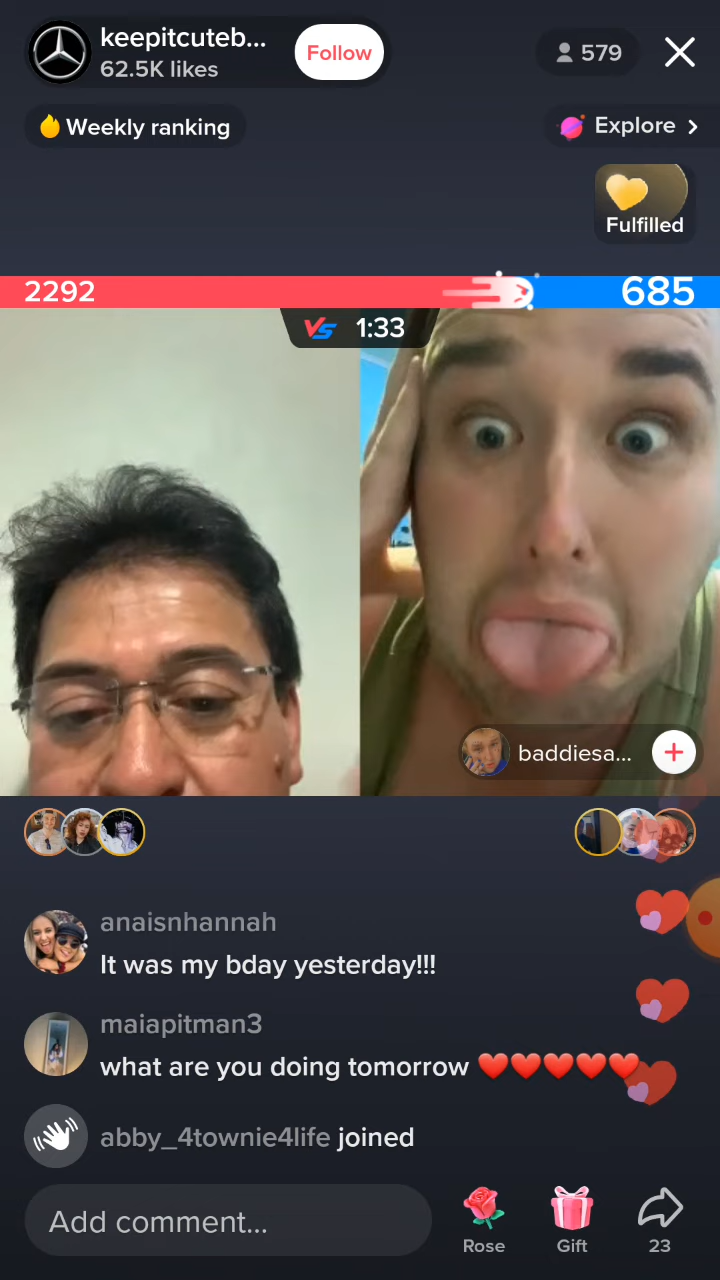 keepitcuteb...
62.5K likes
Follow
579
Weekly ranking
Explore
Fulfilled
2292
685
VS 1:33
baddiesa...
anaisnhannah
It was my bday yesterday!!!
maiapitman3
what are you doing tomorrow ❤️❤️❤️❤️❤️
abby_4townie4life joined
Add comment...
Rose
Gift
23